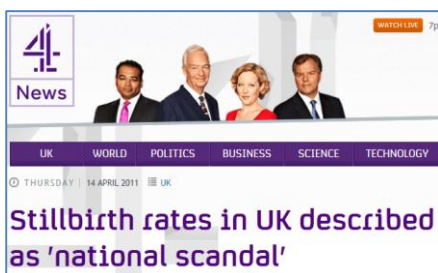 WATCH LIVE 7p
4
News
UK WORLD POLITICS BUSINESS SCIENCE TECHNOLOGY
THURSDAY | 14 APRIL 2011 UK
Stillbirth rates in UK described
as 'national scandal'